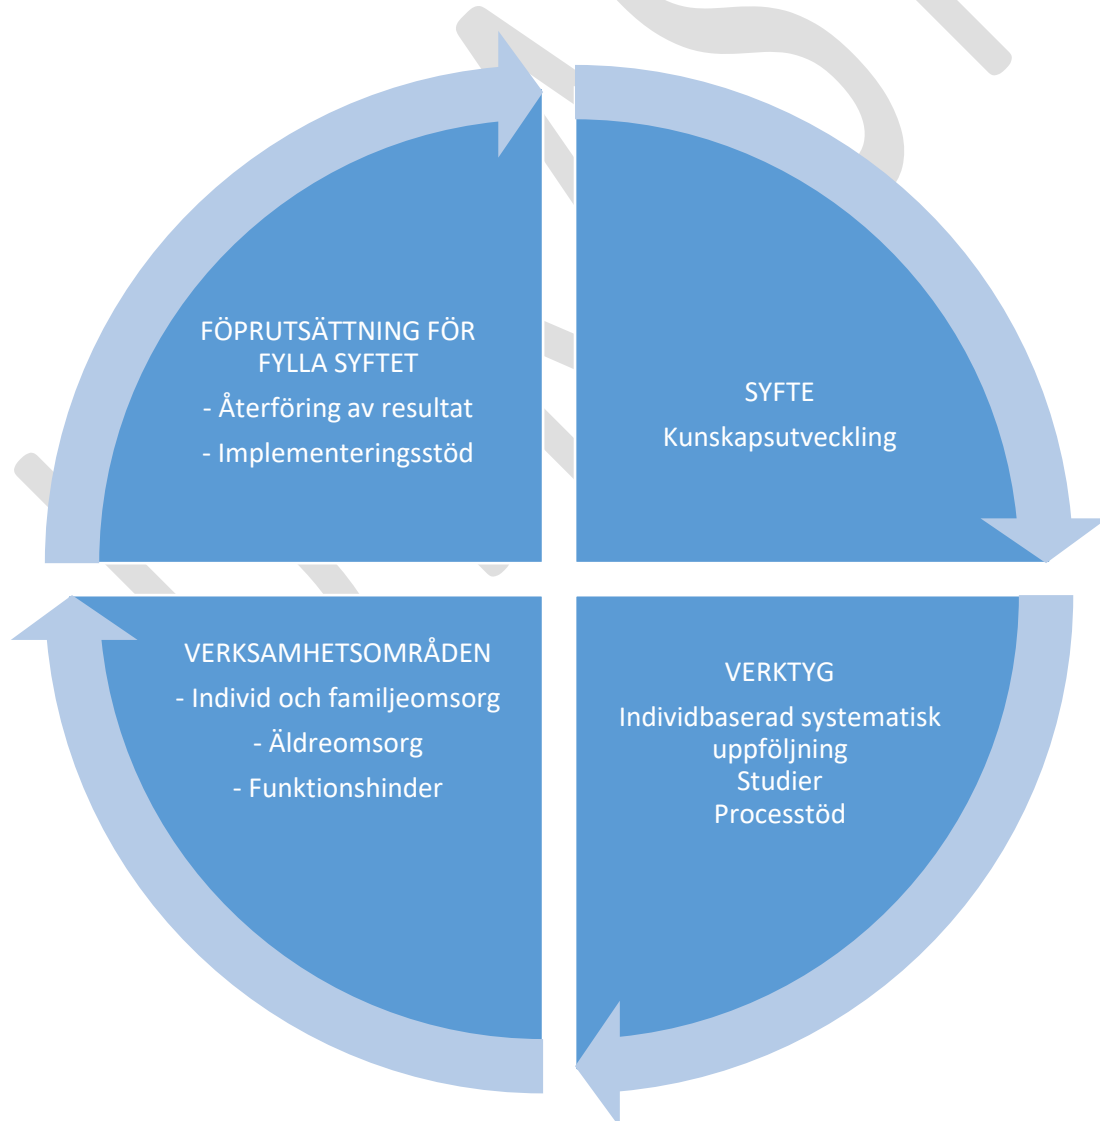 FÖPRUTSÄTTNING FÖR
FYLLA SYFTET
- Återföring av resultat
- Implementeringsstöd
SYFTE
Kunskapsutveckling
VERKSAMHETSOMRÅDEN
- Individ och familjeomsorg
- Äldreomsorg
- Funktionshinder
VERKTYG
Individbaserad systematisk
uppföljning
Studier
Processtöd